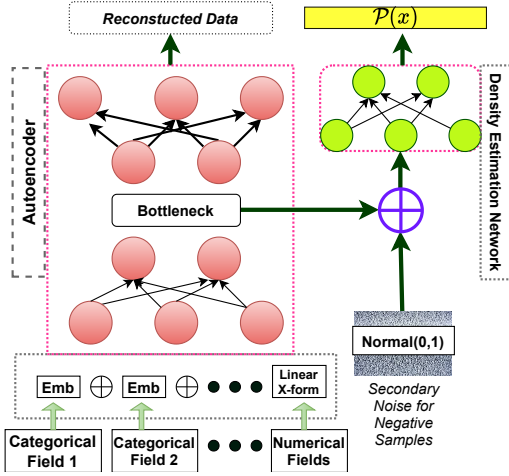 Reconstucted Data
P(x)
Autoencoder
Density Estimation Network
Bottleneck
Normal(0,1)
Secondary
Noise for
Negative
Samples
Emb
Emb
Linear
X-form
Categorical
Field 1
Categorical
Field 2
Numerical
Fields